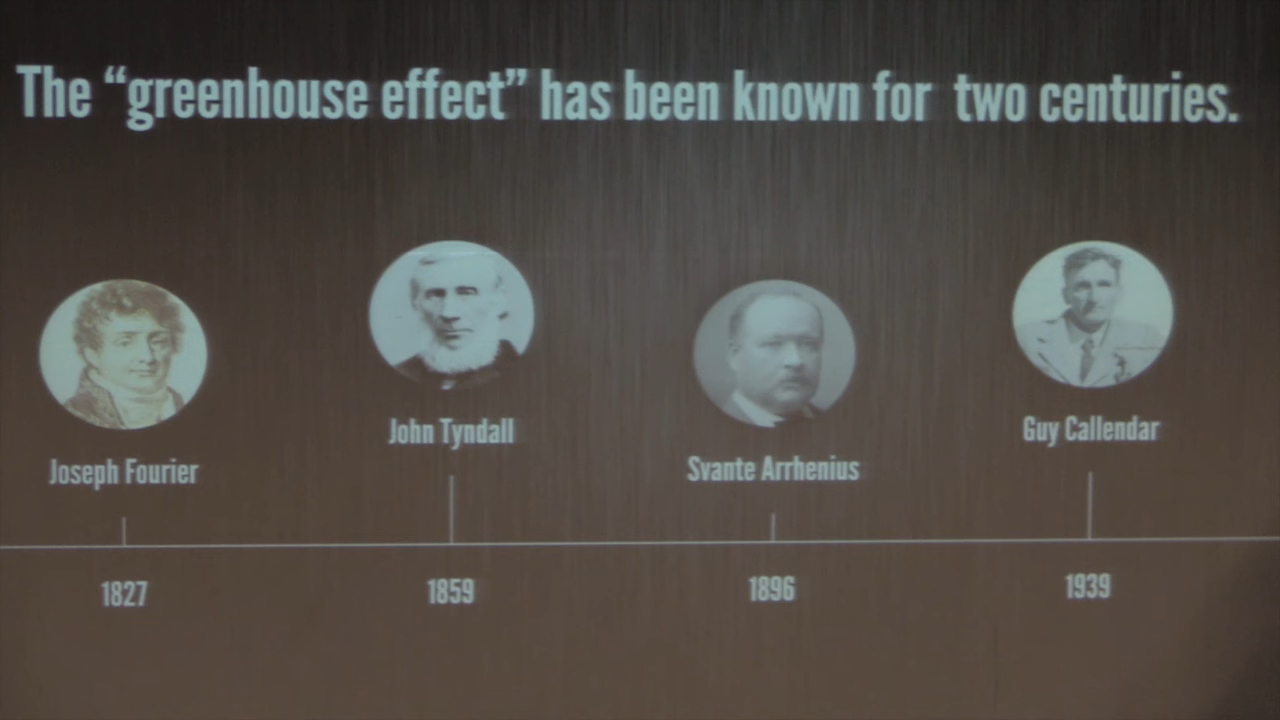 The “greenhouse effect” has been known for two centuries.
Joseph Fourier
John Tyndall
Svante Arrhenius
Guy Callendar
1827
1859
1896
1939